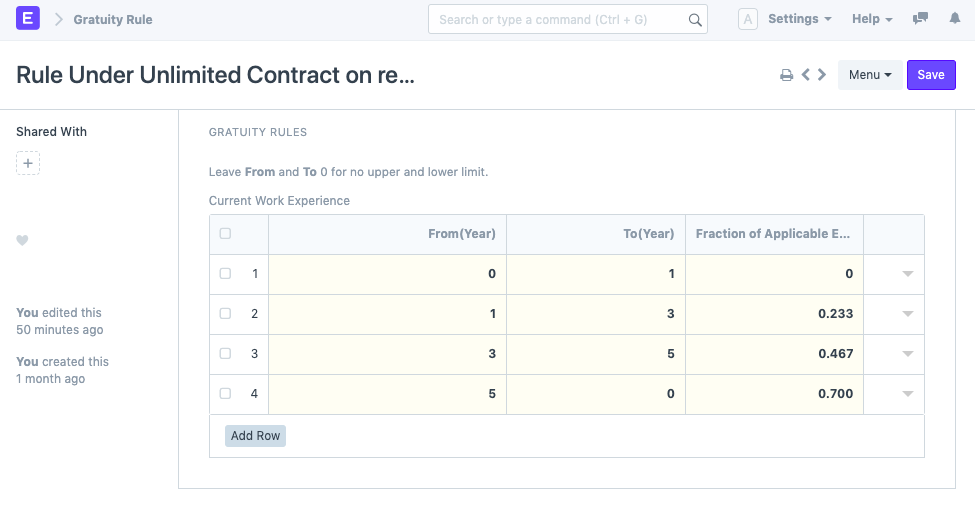 E Gratuity Rule Search or type a command (Ctrl + G) A Settings Help
Rule Under Unlimited Contract on re... Menu Save
Shared With
+
You edited this
50 minutes ago
You created this
1 month ago
GRATUITY RULES
Leave From and To 0 for no upper and lower limit.
Current Work Experience
From(Year) To(Year) Fraction of Applicable E...
1 0 1 0
2 1 3 0.233
3 3 5 0.467
4 5 0 0.700
Add Row